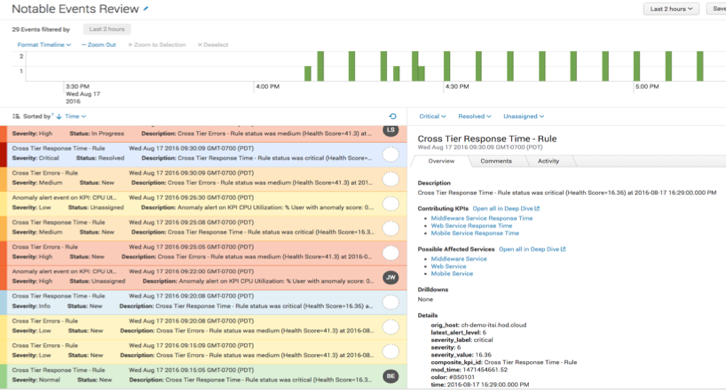 Notable Events Review
Last 2 hours
Save
29 Events filtered by
Last 2 hours
Format Timeline
– Zoom Out
+ Zoom to Selection
× Deselect
2
1
3:30 PM
Wed Aug 17
2016
4:00 PM
4:30 PM
5:00 PM
Sorted by
Time
Severity: High Status: In Progress Description: Cross Tier Errors - Rule status was medium (Health Score=41.3) at...
LS
Cross Tier Response Time - Rule Wed Aug 17 2016 09:30:09 GMT-0700 (PDT)
Severity: Critical Status: Resolved Description: Cross Tier Response Time - Rule status was critical (Health Score=1...
Cross Tier Errors - Rule Wed Aug 17 2016 09:30:09 GMT-0700 (PDT)
Severity: Medium Status: New Description: Cross Tier Errors - Rule status was medium (Health Score=41.3) at 201...
Anomaly alert event on KPI: CPU Ut... Wed Aug 17 2016 09:26:30 GMT-0700 (PDT)
Severity: Low Status: Unassigned Description: Anomaly alert on KPI CPU Utilization: % User with anomaly score: 0....
Cross Tier Response Time - Rule Wed Aug 17 2016 09:25:08 GMT-0700 (PDT)
Severity: Medium Status: New Description: Cross Tier Response Time - Rule status was critical (Health Score=16.3...
Cross Tier Errors - Rule Wed Aug 17 2016 09:25:05 GMT-0700 (PDT)
Severity: High Status: New Description: Cross Tier Errors - Rule status was medium (Health Score=41.3) at 2016-0...
Anomaly alert event on KPI: CPU Ut... Wed Aug 17 2016 09:22:00 GMT-0700 (PDT)
Severity: High Status: Unassigned Description: Anomaly alert on KPI CPU Utilization: % User with anomaly score: 0....
JW
Cross Tier Response Time - Rule Wed Aug 17 2016 09:20:08 GMT-0700 (PDT)
Severity: Info Status: New Description: Cross Tier Response Time - Rule status was critical (Health Score=16.36) a...
Cross Tier Errors - Rule Wed Aug 17 2016 09:20:08 GMT-0700 (PDT)
Severity: Low Status: New Description: Cross Tier Errors - Rule status was medium (Health Score=41.3) at 2016-08...
Cross Tier Errors - Rule Wed Aug 17 2016 09:15:09 GMT-0700 (PDT)
Severity: Low Status: New Description: Cross Tier Errors - Rule status was medium (Health Score=41.3) at 2016-08...
Cross Tier Response Time - Rule Wed Aug 17 2016 09:15:05 GMT-0700 (PDT)
Severity: Normal Status: New Description: Cross Tier Response Time - Rule status was critical (Health Score=16.3...
BE
Critical
Resolved
Unassigned
Cross Tier Response Time - Rule
Wed Aug 17 2016 09:30:09 GMT-0700 (PDT)
Overview
Comments
Activity
Description
Cross Tier Response Time - Rule status was critical (Health Score=16.36) at 2016-08-17 16:29:00.000 PM
Contributing KPIs Open all in Deep Dive
Middleware Service Response Time
Web Service Response Time
Mobile Service Response Time
Possible Affected Services Open all in Deep Dive
Middleware Service
Web Service
Mobile Service
Drilldowns
None
Details
orig_host: ch-demo-itsi.hod.cloud
latest_alert_level: 6
severity_label: critical
severity: 6
severity_value: 16.36
composite_kpi_id: Cross Tier Response Time - Rule
mod_time: 1471454661.52
color: #B50101
time: 2016-08-17 16:29:00.000 PM